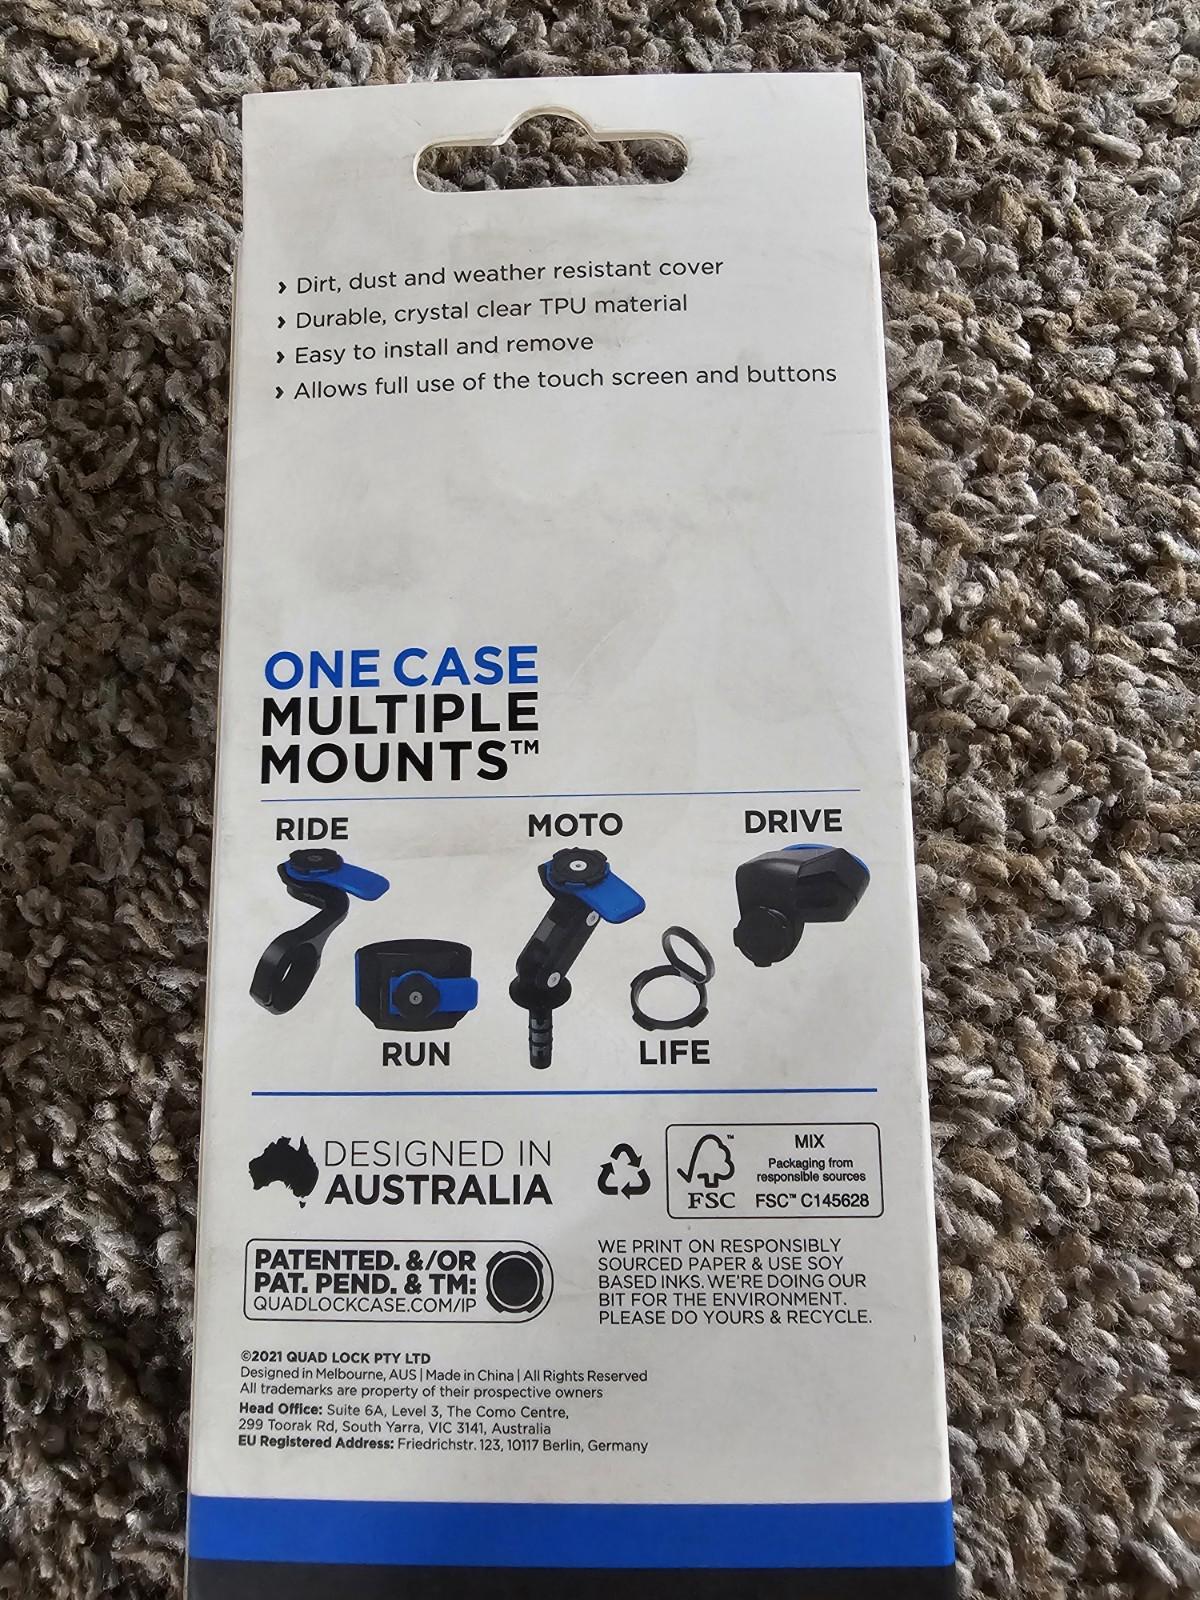 › Dirt, dust and weather resistant cover
› Durable, crystal clear TPU material
› Easy to install and remove
› Allows full use of the touch screen and buttons
ONE CASE
MULTIPLE
MOUNTS™
RIDE
MOTO
DRIVE
RUN
LIFE
DESIGNED IN
AUSTRALIA
FSC™
MIX
Packaging from
responsible sources
FSC™ C145628
PATENTED. &/OR
PAT. PEND. & TM:
QUADLOCKCASE.COM/IP
WE PRINT ON RESPONSIBLY
SOURCED PAPER & USE SOY
BASED INKS. WE'RE DOING OUR
BIT FOR THE ENVIRONMENT.
PLEASE DO YOURS & RECYCLE.
©2021 QUAD LOCK PTY LTD
Designed in Melbourne, AUS | Made in China | All Rights Reserved
All trademarks are property of their prospective owners
Head Office: Suite 6A, Level 3, The Como Centre,
299 Toorak Rd, South Yarra, VIC 3141, Australia
EU Registered Address: Friedrichstr. 123, 10117 Berlin, Germany